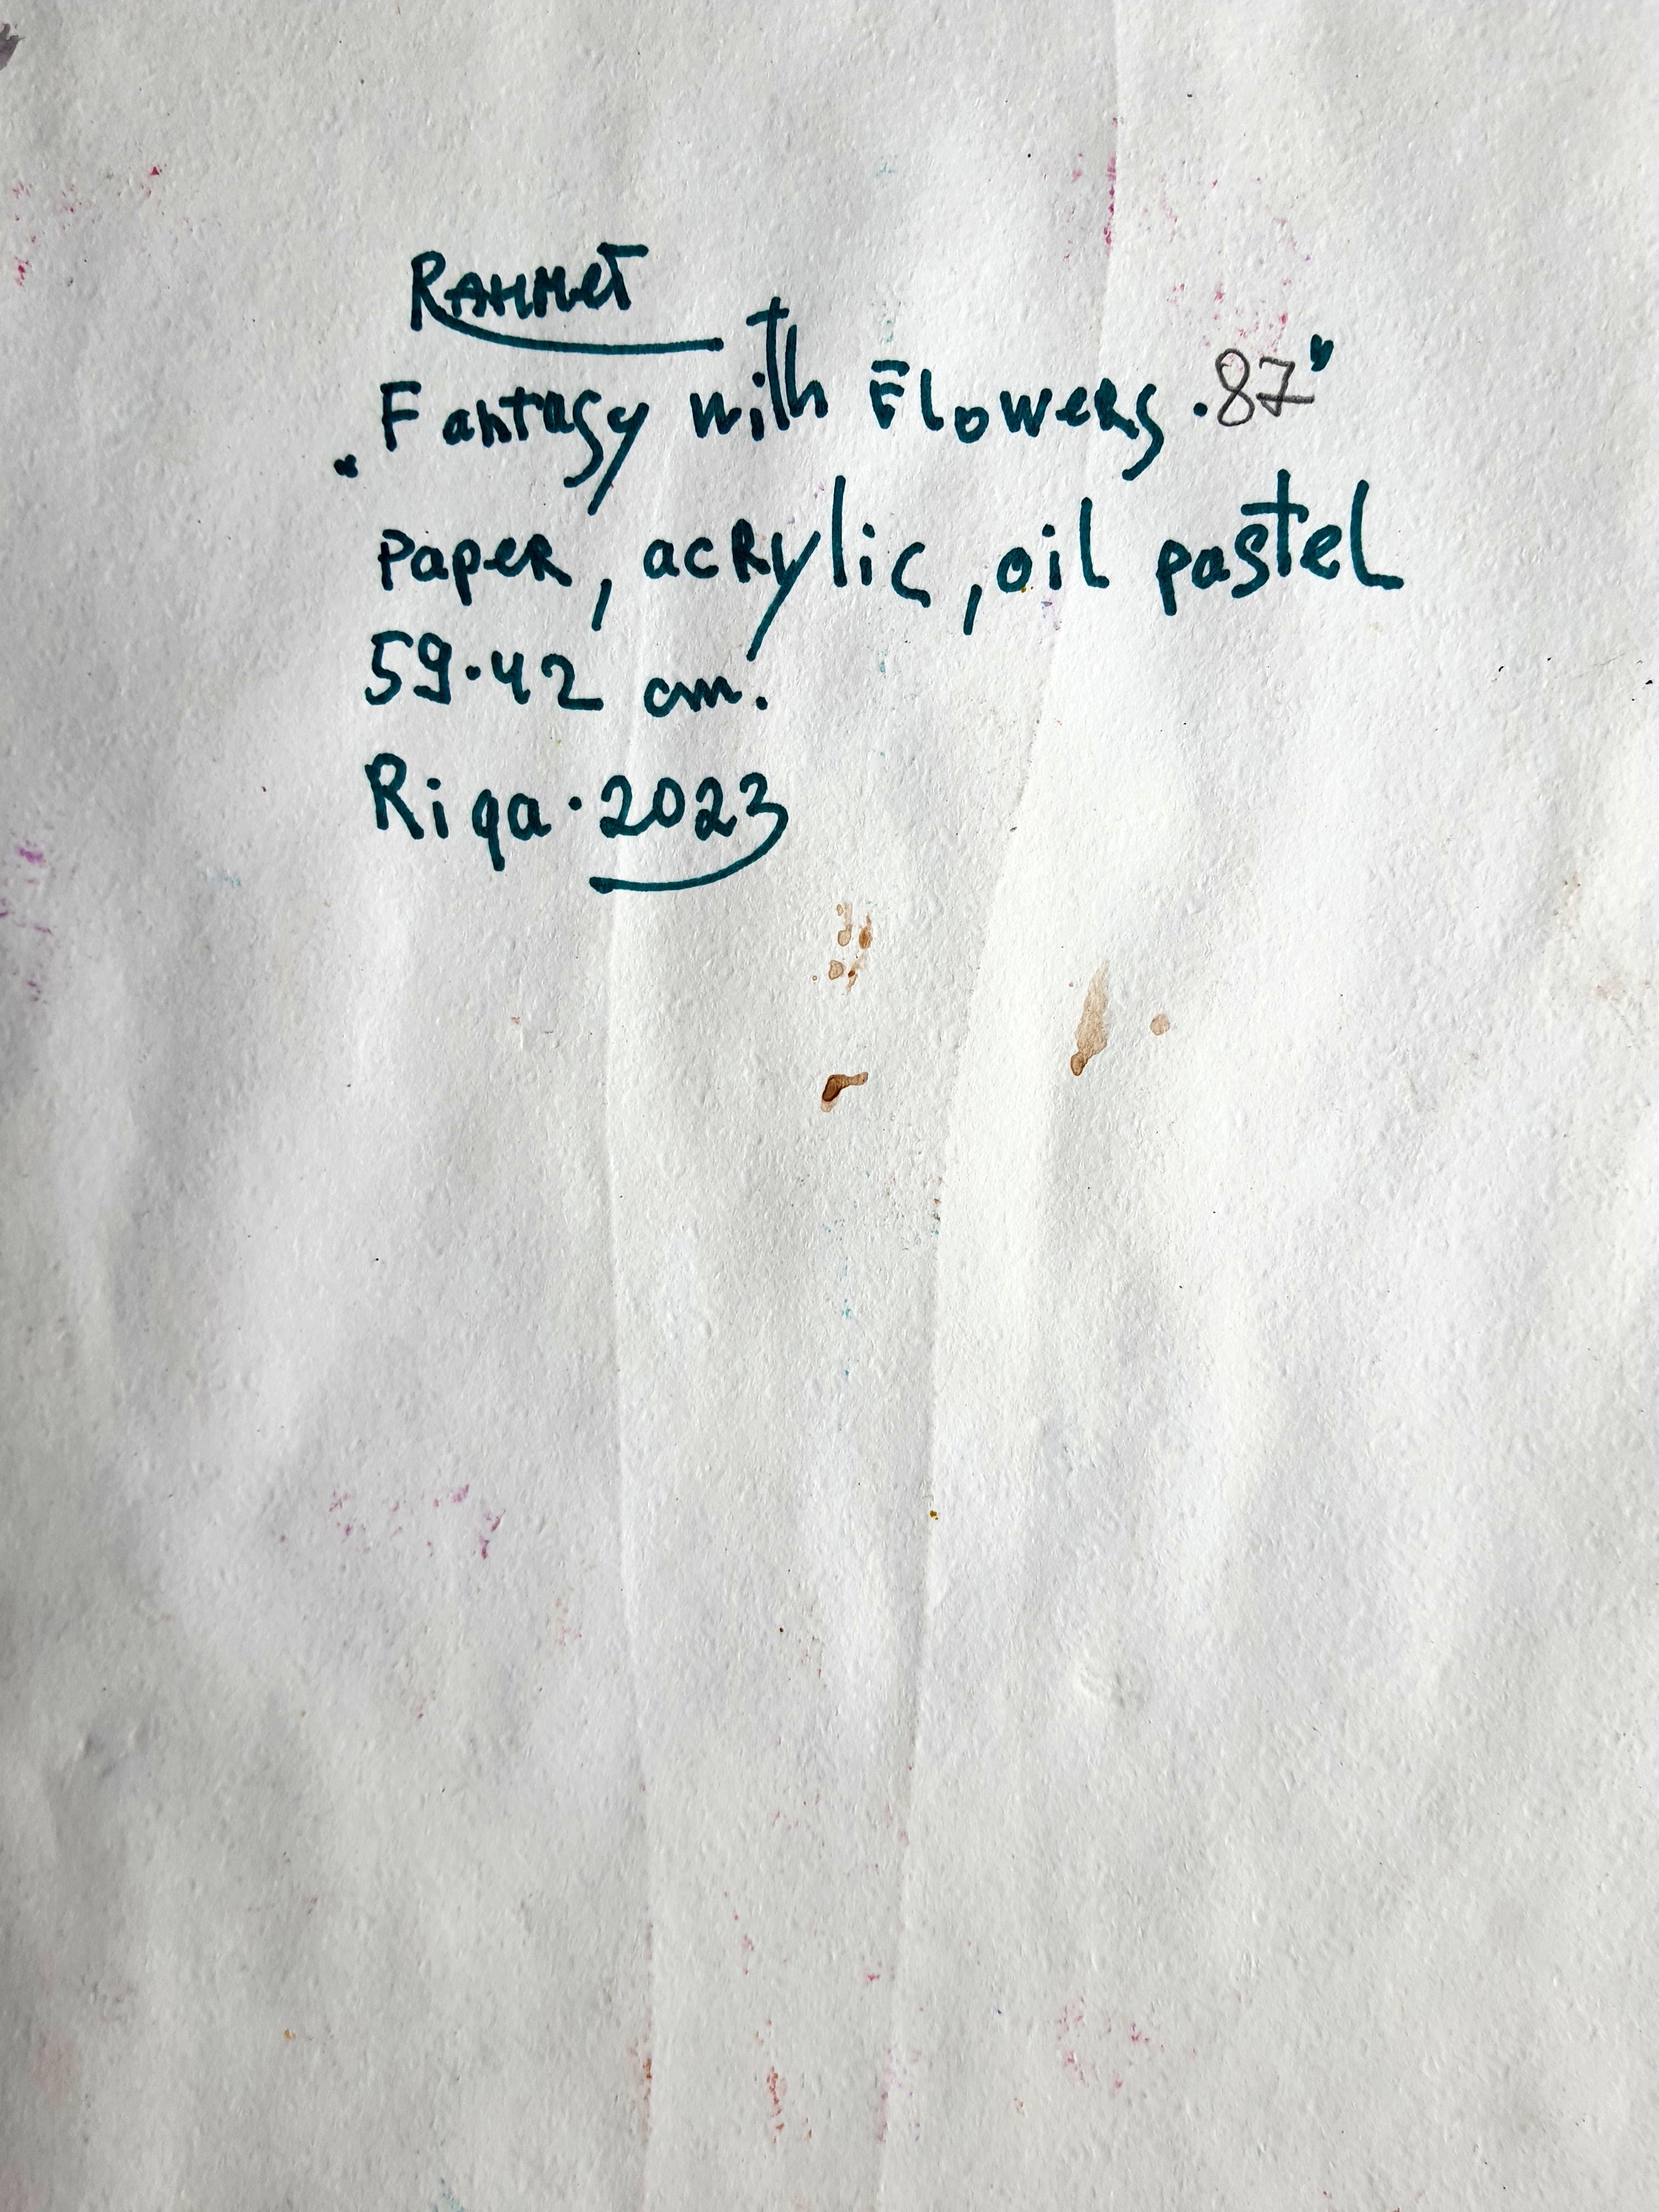 Rahmet
„Fantasy with Flowers.87"
paper, acrylic, oil pastel
59·42 cm.
Riga·2023